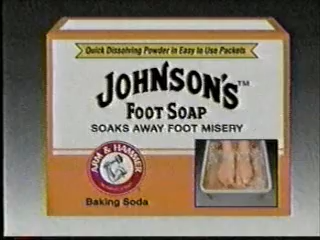 Quick Dissolving Powder in Easy to Use Packets
JOHNSON'S™
FOOT SOAP
SOAKS AWAY FOOT MISERY
ARM & HAMMER
Baking Soda